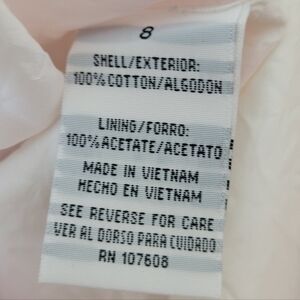 8
SHELL/EXTERIOR:
100%COTTON/ALGODON
LINING/FORRO:
100%ACETATE/ACETATO
MADE IN VIETNAM
HECHO EN VIETNAM
SEE REVERSE FOR CARE
VER AL DORSO PARA CUIDADO
RN 107608